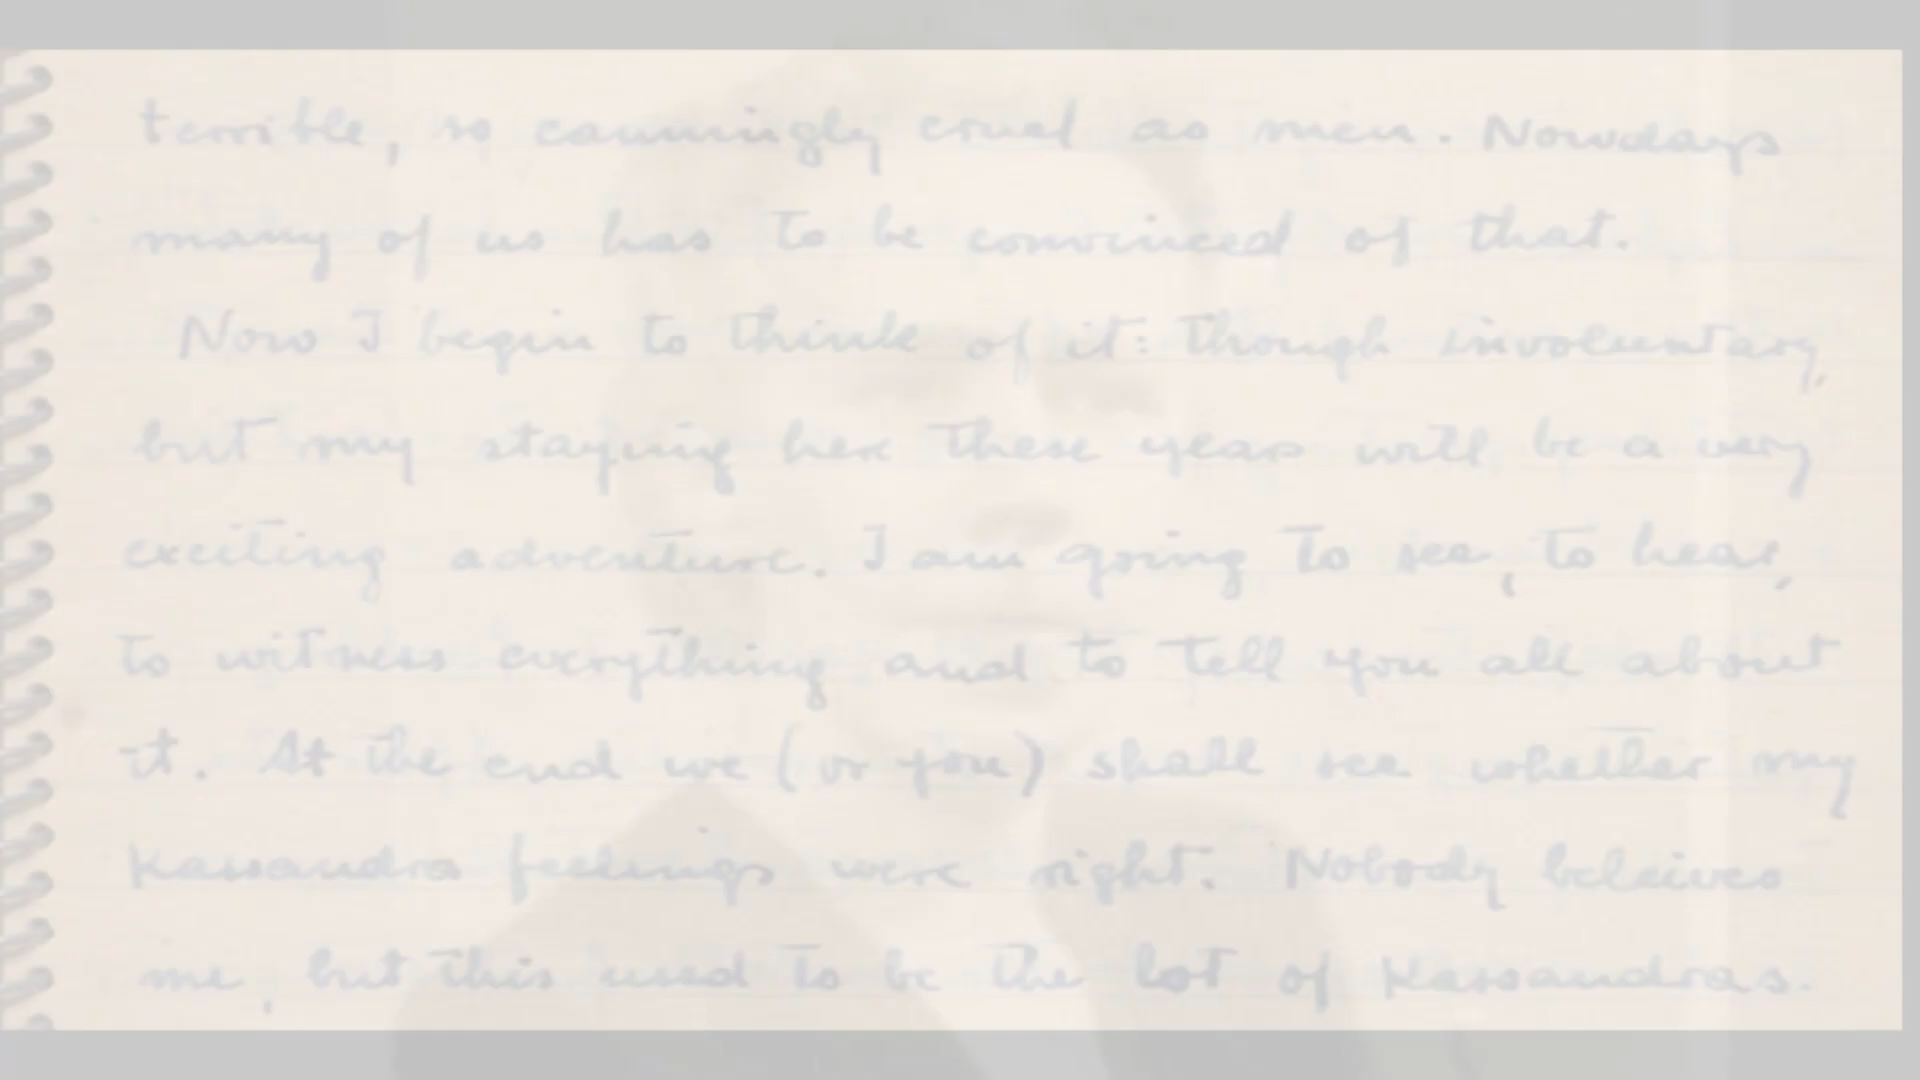 terrible, so cunningly cruel as men. Nowdays
many of us has to be convinced of that.
Now I begin to think of it: though involuntary,
but my staying here these years will be a very
exciting adventure. I am going to see, to hear,
to witness everything and to tell you all about
it. At the end we (or you) shall see whether my
Kassandra feelings were right. Nobody beleives
me, but this used to be the lot of Kassandras.